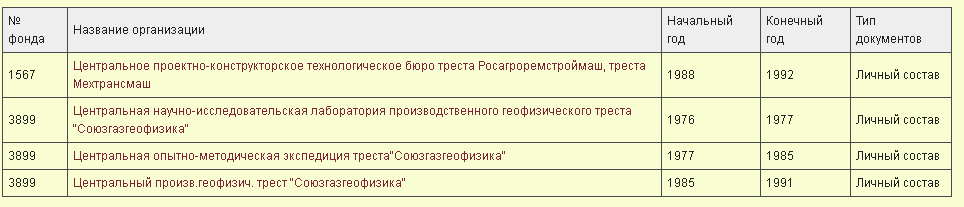 № фонда Название организации Начальный год Конечный год Тип документов
1567 Центральное проектно-конструкторское технологическое бюро треста Росагроремстроймаш, треста Мехтрансмаш 1988 1992 Личный состав
3899 Центральная научно-исследовательская лаборатория производственного геофизического треста "Союзгазгеофизика" 1976 1977 Личный состав
3899 Центральная опытно-методическая экспедиция треста"Союзгазгеофизика" 1977 1985 Личный состав
3899 Центральный произв.геофизич. трест "Союзгазгеофизика" 1985 1991 Личный состав